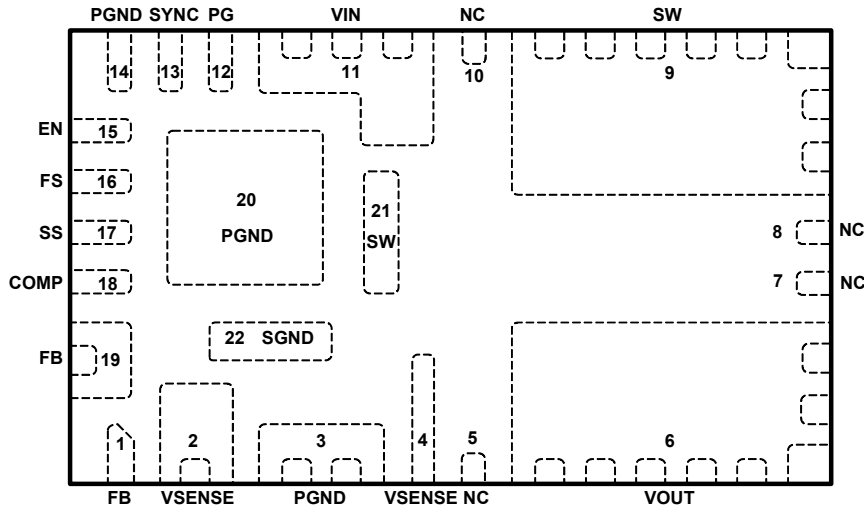 PGND SYNC PG VIN NC SW
14 13 12 11 10 9
EN 15
FS 16
20
PGND
21
SW
SS 17
8 NC
COMP 18
7 NC
22 SGND
FB 19
1 2 3 4 5 6
FB VSENSE PGND VSENSE NC VOUT